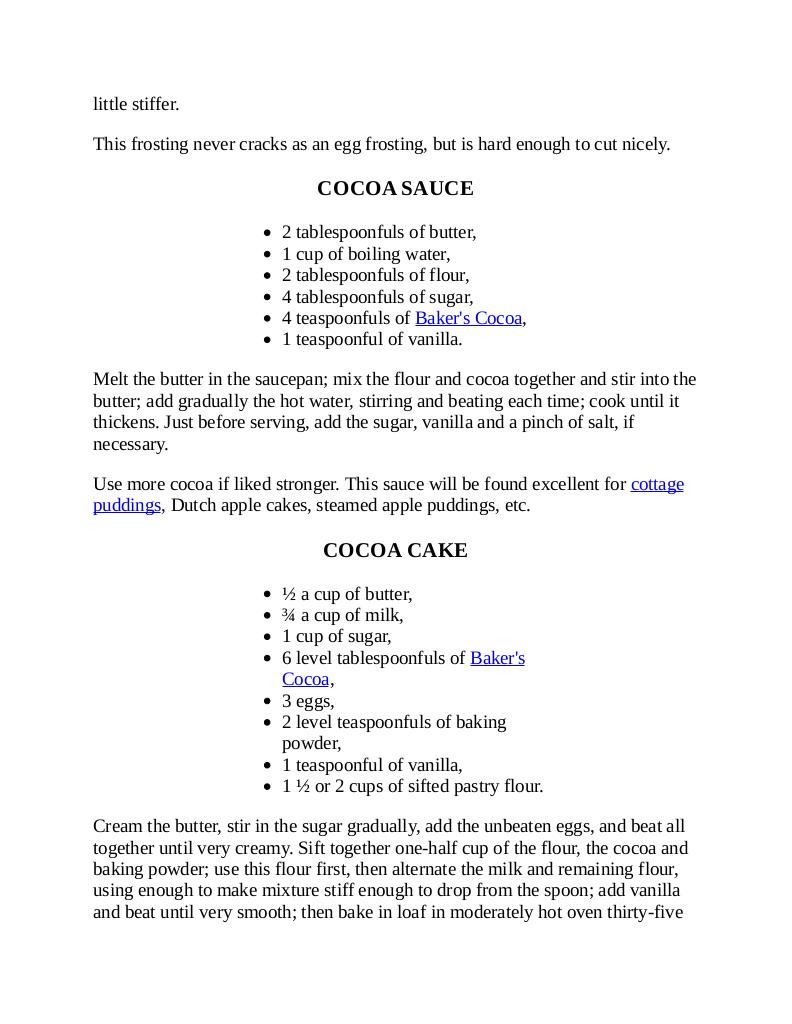 little stiffer.
This frosting never cracks as an egg frosting, but is hard enough to cut nicely.
COCOA SAUCE
• 2 tablespoonfuls of butter,
• 1 cup of boiling water,
• 2 tablespoonfuls of flour,
• 4 tablespoonfuls of sugar,
• 4 teaspoonfuls of Baker's Cocoa,
• 1 teaspoonful of vanilla.
Melt the butter in the saucepan; mix the flour and cocoa together and stir into the
butter; add gradually the hot water, stirring and beating each time; cook until it
thickens. Just before serving, add the sugar, vanilla and a pinch of salt, if
necessary.
Use more cocoa if liked stronger. This sauce will be found excellent for cottage
puddings, Dutch apple cakes, steamed apple puddings, etc.
COCOA CAKE
• ½ a cup of butter,
• ¾ a cup of milk,
• 1 cup of sugar,
• 6 level tablespoonfuls of Baker's
Cocoa,
• 3 eggs,
• 2 level teaspoonfuls of baking
powder,
• 1 teaspoonful of vanilla,
• 1 ½ or 2 cups of sifted pastry flour.
Cream the butter, stir in the sugar gradually, add the unbeaten eggs, and beat all
together until very creamy. Sift together one-half cup of the flour, the cocoa and
baking powder; use this flour first, then alternate the milk and remaining flour,
using enough to make mixture stiff enough to drop from the spoon; add vanilla
and beat until very smooth; then bake in loaf in moderately hot oven thirty-five